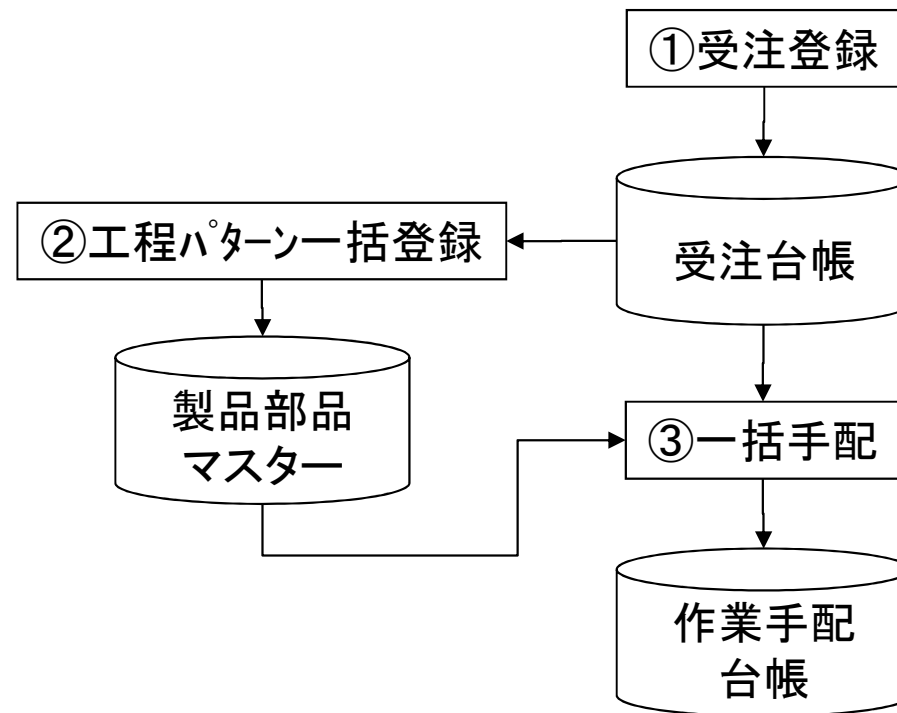 ①受注登録
②工程ﾊﾟﾀｰﾝ一括登録
受注台帳
製品部品
マスター
③一括手配
作業手配
台帳